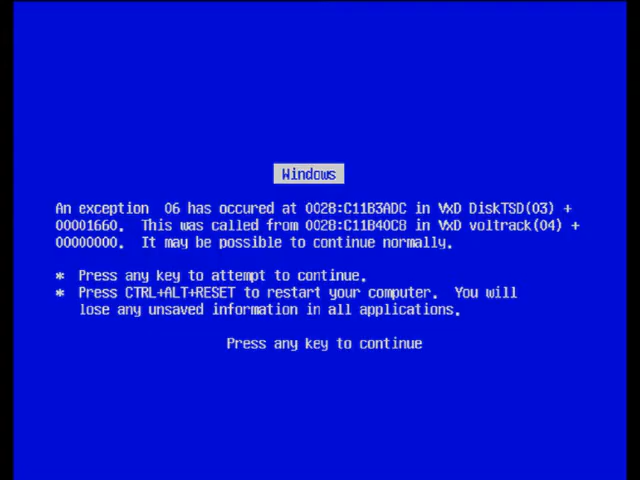 Windows
An exception 06 has occured at 0028:C11B3ADC in VxD DiskTSD(03) +
00001660. This was called from 0028:C11B40C8 in VxD voltrack(04) +
00000000. It may be possible to continue normally.
* Press any key to attempt to continue.
* Press CTRL+ALT+RESET to restart your computer. You will
lose any unsaved information in all applications.
Press any key to continue